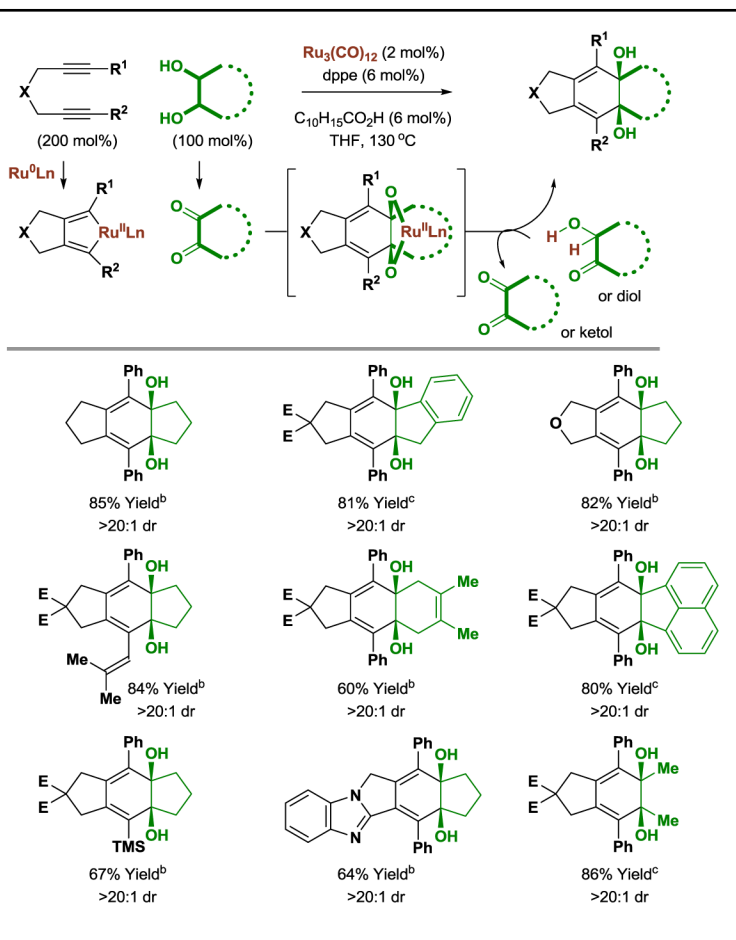 R¹
R¹
X
R²
(200 mol%)
HO
HO
(100 mol%)
Ru₃(CO)₁₂ (2 mol%)
dppe (6 mol%)
C₁₀H₁₅CO₂H (6 mol%)
THF, 130 ºC
OH
X
OH
R²
Ru⁰Ln
R¹
X
RuᴵᴵLn
R²
O
O
R¹
O
X
RuᴵᴵLn
O
R²
H
O
H
O
or diol
O
O
or ketol
Ph
OH
OH
Ph
85% Yieldᵇ
>20:1 dr
Ph
OH
E
E
OH
Ph
81% Yieldᶜ
>20:1 dr
Ph
OH
O
OH
Ph
82% Yieldᵇ
>20:1 dr
Ph
OH
E
E
OH
Me
Me
84% Yieldᵇ
>20:1 dr
Ph
OH
E
E
Me
Me
OH
Ph
60% Yieldᵇ
>20:1 dr
Ph
OH
E
E
OH
Ph
80% Yieldᶜ
>20:1 dr
Ph
OH
E
E
OH
TMS
67% Yieldᵇ
>20:1 dr
Ph
OH
N
N
OH
Ph
64% Yieldᵇ
>20:1 dr
Ph
OH
Me
E
E
Me
OH
Ph
86% Yieldᶜ
>20:1 dr